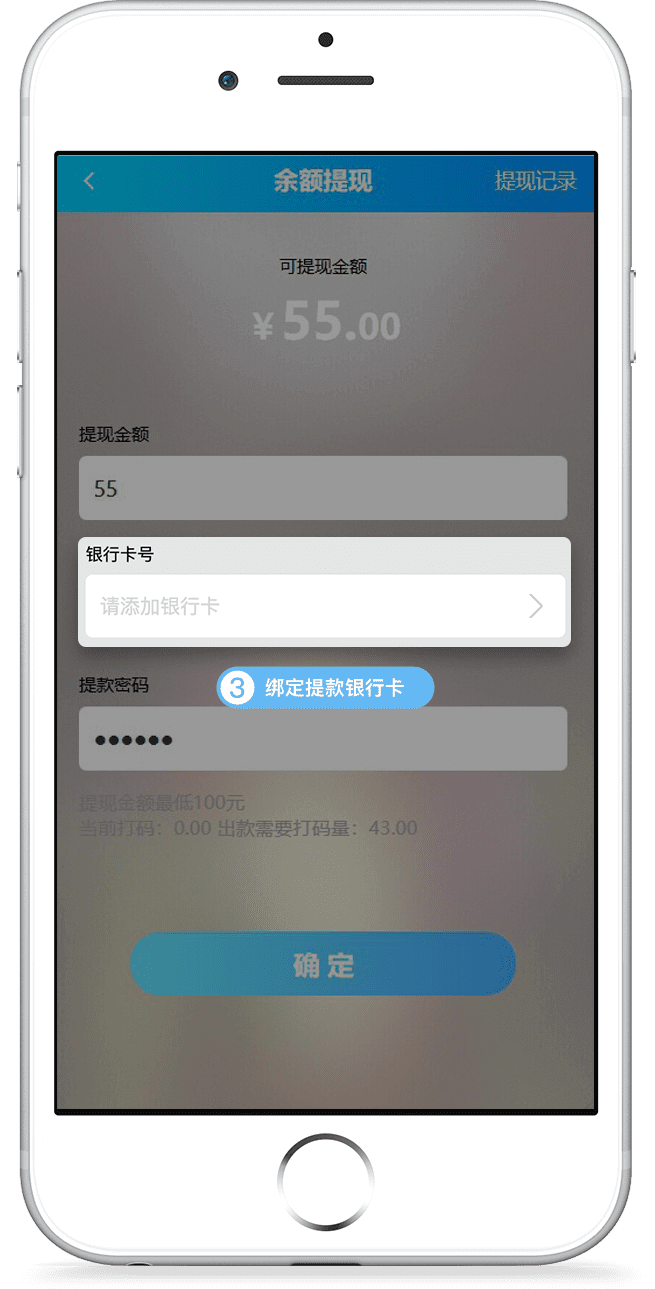 余额提现 提现记录
可提现金额
¥55.00
提现金额
55
银行卡号
请添加银行卡
提款密码
3 绑定提款银行卡
••••••
提现金额最低100元
当前打码：0.00 出款需要打码量：43.00
确定